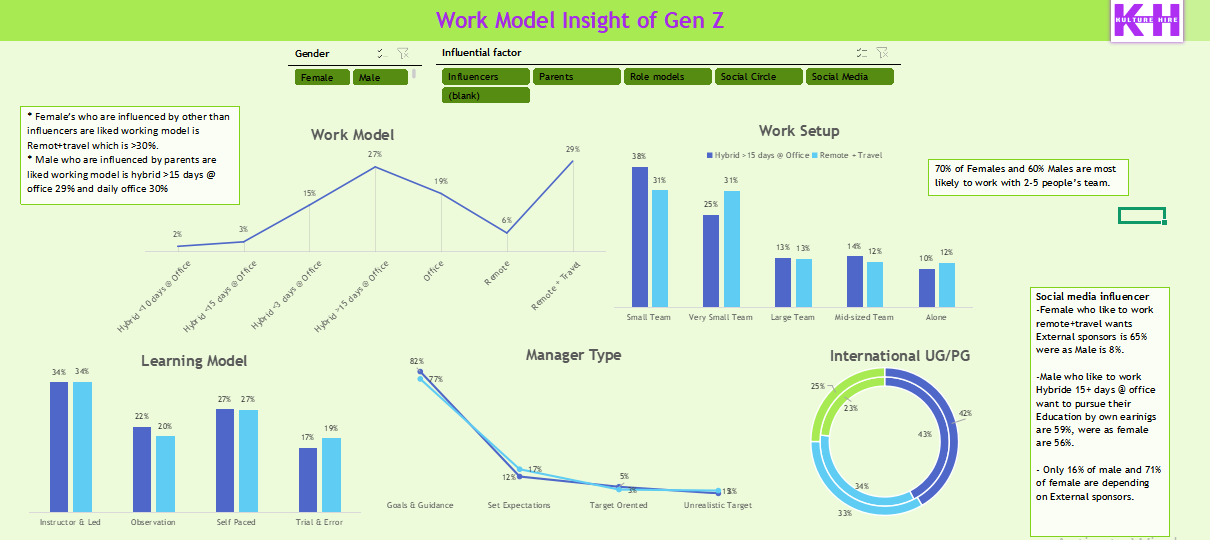 Work Model Insight of Gen Z
KULTURE HIRE
KH
Gender
Female
Male
Influential factor
Influencers
Parents
Role models
Social Circle
Social Media
(blank)
* Female's who are influenced by other than
influencers are liked working model is
Remot+travel which is >30%.
* Male who are influenced by parents are
liked working model is hybrid >15 days @
office 29% and daily office 30%
Work Model
2%
3%
15%
27%
19%
6%
29%
Hybrid <10 days @ Office
Hybrid <15 days @ Office
Hybrid <3 days @ Office
Hybrid >15 days @ Office
Office
Remote
Remote + Travel
Work Setup
Hybrid >15 days @ Office
Remote + Travel
38%
31%
25%
31%
13%
13%
14%
12%
10%
12%
Small Team
Very Small Team
Large Team
Mid-sized Team
Alone
70% of Females and 60% Males are most
likely to work with 2-5 people's team.
Learning Model
34%
34%
22%
20%
27%
27%
17%
19%
Instructor & Led
Observation
Self Paced
Trial & Error
Manager Type
82%
77%
12%
17%
5%
3%
Goals & Guidance
Set Expectations
Target Oriented
Unrealistic Target
International UG/PG
25%
23%
42%
43%
34%
33%
Social media influencer
-Female who like to work
remote+travel wants
External sponsors is 65%
were as Male is 8%.
-Male who like to work
Hybride 15+ days @ office
want to pursue their
Education by own earinigs
are 59%, were as female
are 56%.
- Only 16% of male and 71%
of female are depending
on External sponsors.